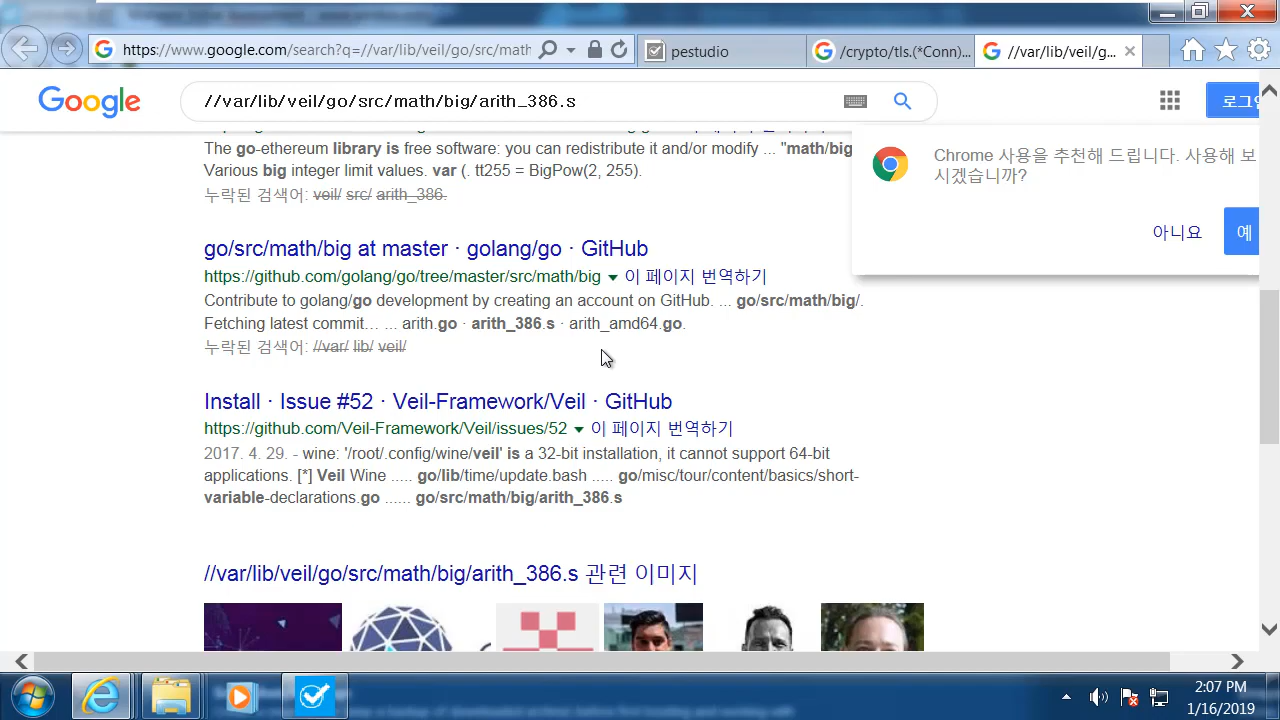 https://www.google.com/search?q=//var/lib/veil/go/src/math
pestudio
/crypto/tls.(*Conn)...
//var/lib/veil/g...
Google
//var/lib/veil/go/src/math/big/arith_386.s
The go-ethereum library is free software: you can redistribute it and/or modify ... "math/big
Various big integer limit values. var (. tt255 = BigPow(2, 255).
누락된 검색어: veil/ src/ arith_386.
Chrome 사용을 추천해 드립니다. 사용해 보
시겠습니까?
아니요
예
go/src/math/big at master · golang/go · GitHub
https://github.com/golang/go/tree/master/src/math/big 이 페이지 번역하기
Contribute to golang/go development by creating an account on GitHub. ... go/src/math/big/.
Fetching latest commit… ... arith.go · arith_386.s · arith_amd64.go.
누락된 검색어: //var/ lib/ veil/
Install · Issue #52 · Veil-Framework/Veil · GitHub
https://github.com/Veil-Framework/Veil/issues/52 이 페이지 번역하기
2017. 4. 29. - wine: '/root/.config/wine/veil' is a 32-bit installation, it cannot support 64-bit
applications. [*] Veil Wine ..... go/lib/time/update.bash ..... go/misc/tour/content/basics/short-
variable-declarations.go ...... go/src/math/big/arith_386.s
//var/lib/veil/go/src/math/big/arith_386.s 관련 이미지
2:07 PM
1/16/2019